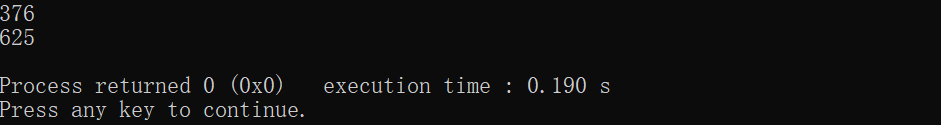 376
625
Process returned 0 (0x0)   execution time : 0.190 s
Press any key to continue.